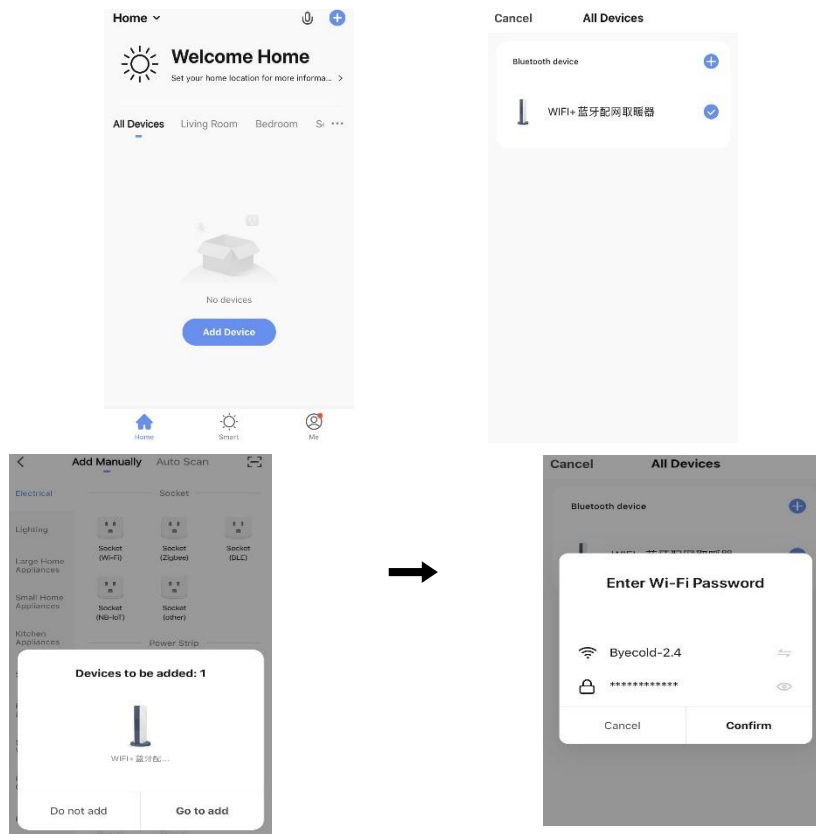 Home
Welcome Home
Set your home location for more informa...
All Devices Living Room Bedroom
No devices
Add Device
Home Smart Me
Cancel All Devices
Bluetooth device
WIFI+蓝牙配网取暖器
Add Manually Auto Scan
Electrical
Socket
Lighting
Large Home
Appliances
Small Home
Appliances
Kitchen
Appliances
Socket
(Wi-Fi)
Socket
(Zigbee)
Socket
(BLE)
Socket
(NB-IoT)
Socket
(other)
Power Strip
Devices to be added: 1
WIFI+ 蓝牙配...
Do not add Go to add
Cancel All Devices
Bluetooth device
Enter Wi-Fi Password
Byecold-2.4
************
Cancel Confirm